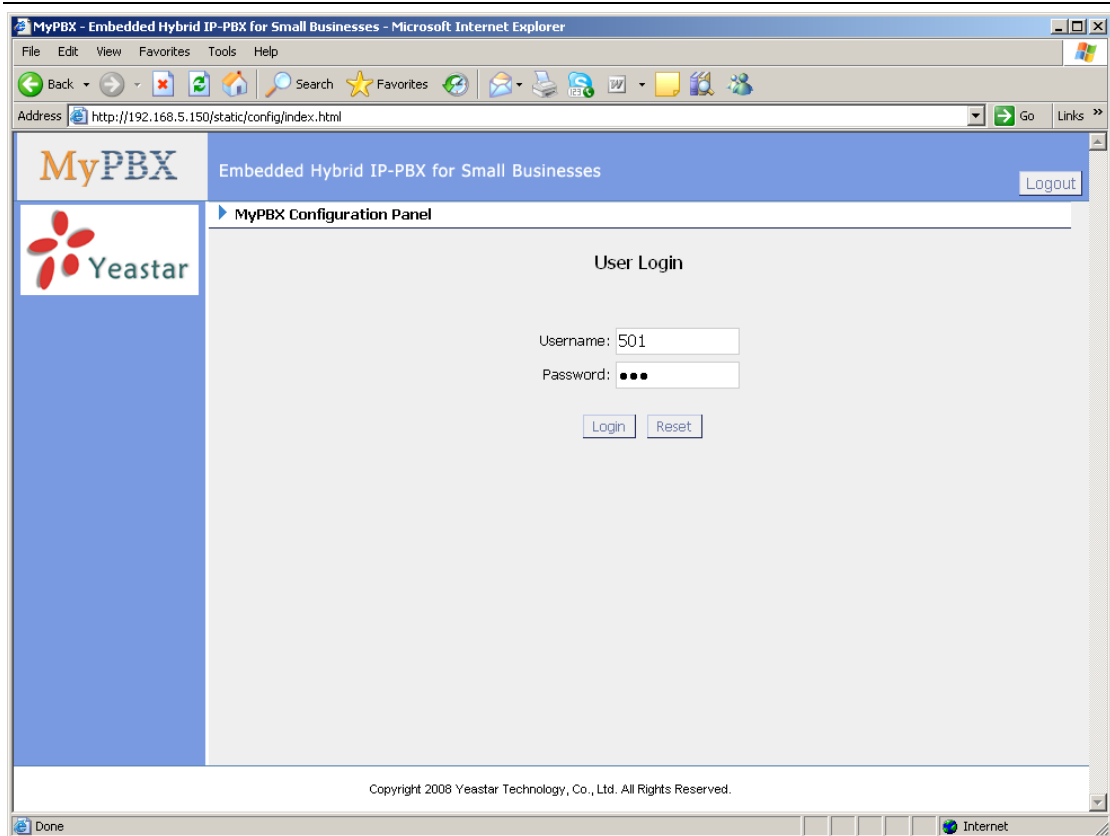 MyPBX - Embedded Hybrid IP-PBX for Small Businesses - Microsoft Internet Explorer
File Edit View Favorites Tools Help
Back Search Favorites
Address http://192.168.5.150/static/config/index.html Go Links »
MyPBX Embedded Hybrid IP-PBX for Small Businesses
Logout
Yeastar
MyPBX Configuration Panel
User Login
Username: 501
Password: ●●●
Login Reset
Copyright 2008 Yeastar Technology, Co., Ltd. All Rights Reserved.
Done Internet